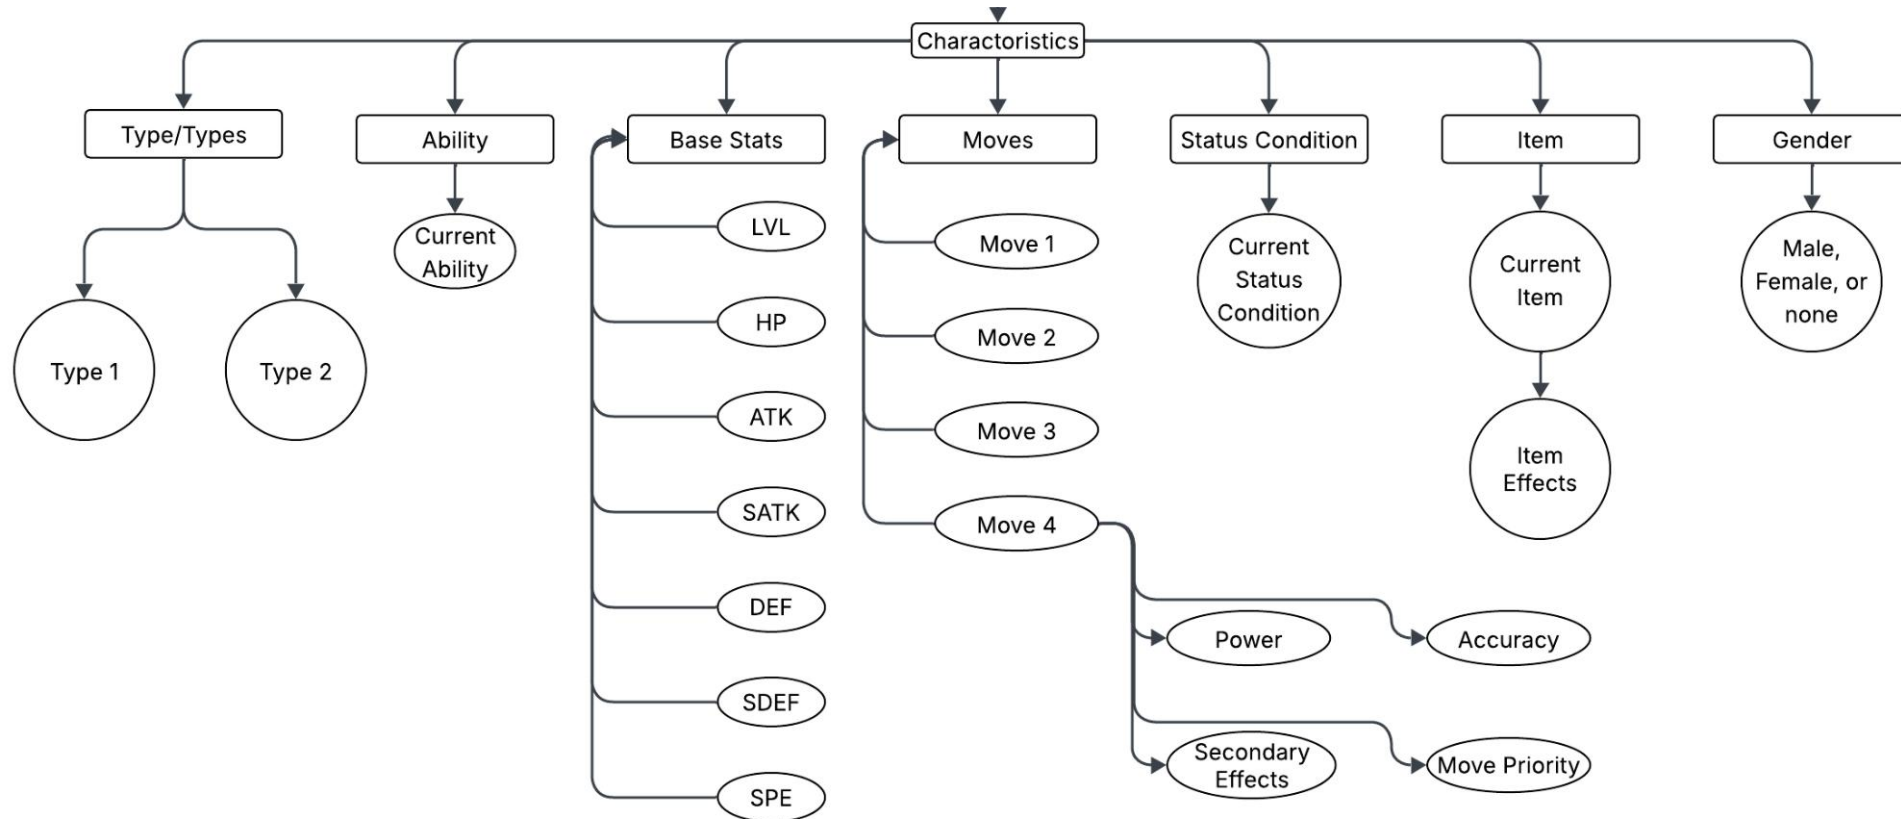 Charactoristics
Type/Types
Ability
Base Stats
Moves
Status Condition
Item
Gender
Type 1
Type 2
Current
Ability
LVL
HP
ATK
SATK
DEF
SDEF
SPE
Move 1
Move 2
Move 3
Move 4
Power
Accuracy
Secondary
Effects
Move Priority
Current
Status
Condition
Current
Item
Item
Effects
Male,
Female, or
none